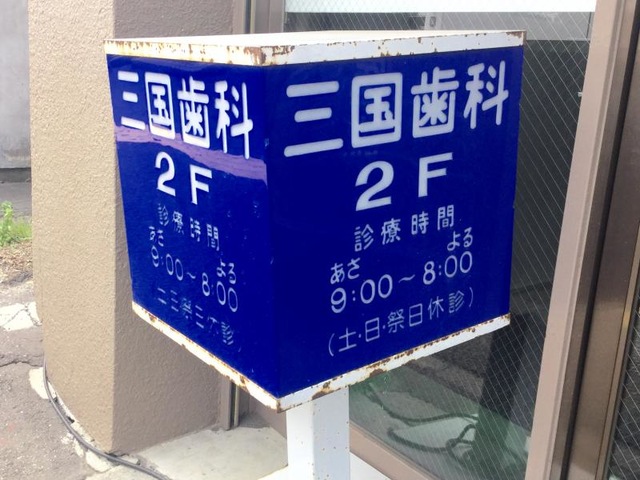 三国歯科
2F
診療時間
あさ よる
9:00～8:00
三国歯科
2F
診療時間
あさ よる
9:00～8:00
(土・日・祭日休診)